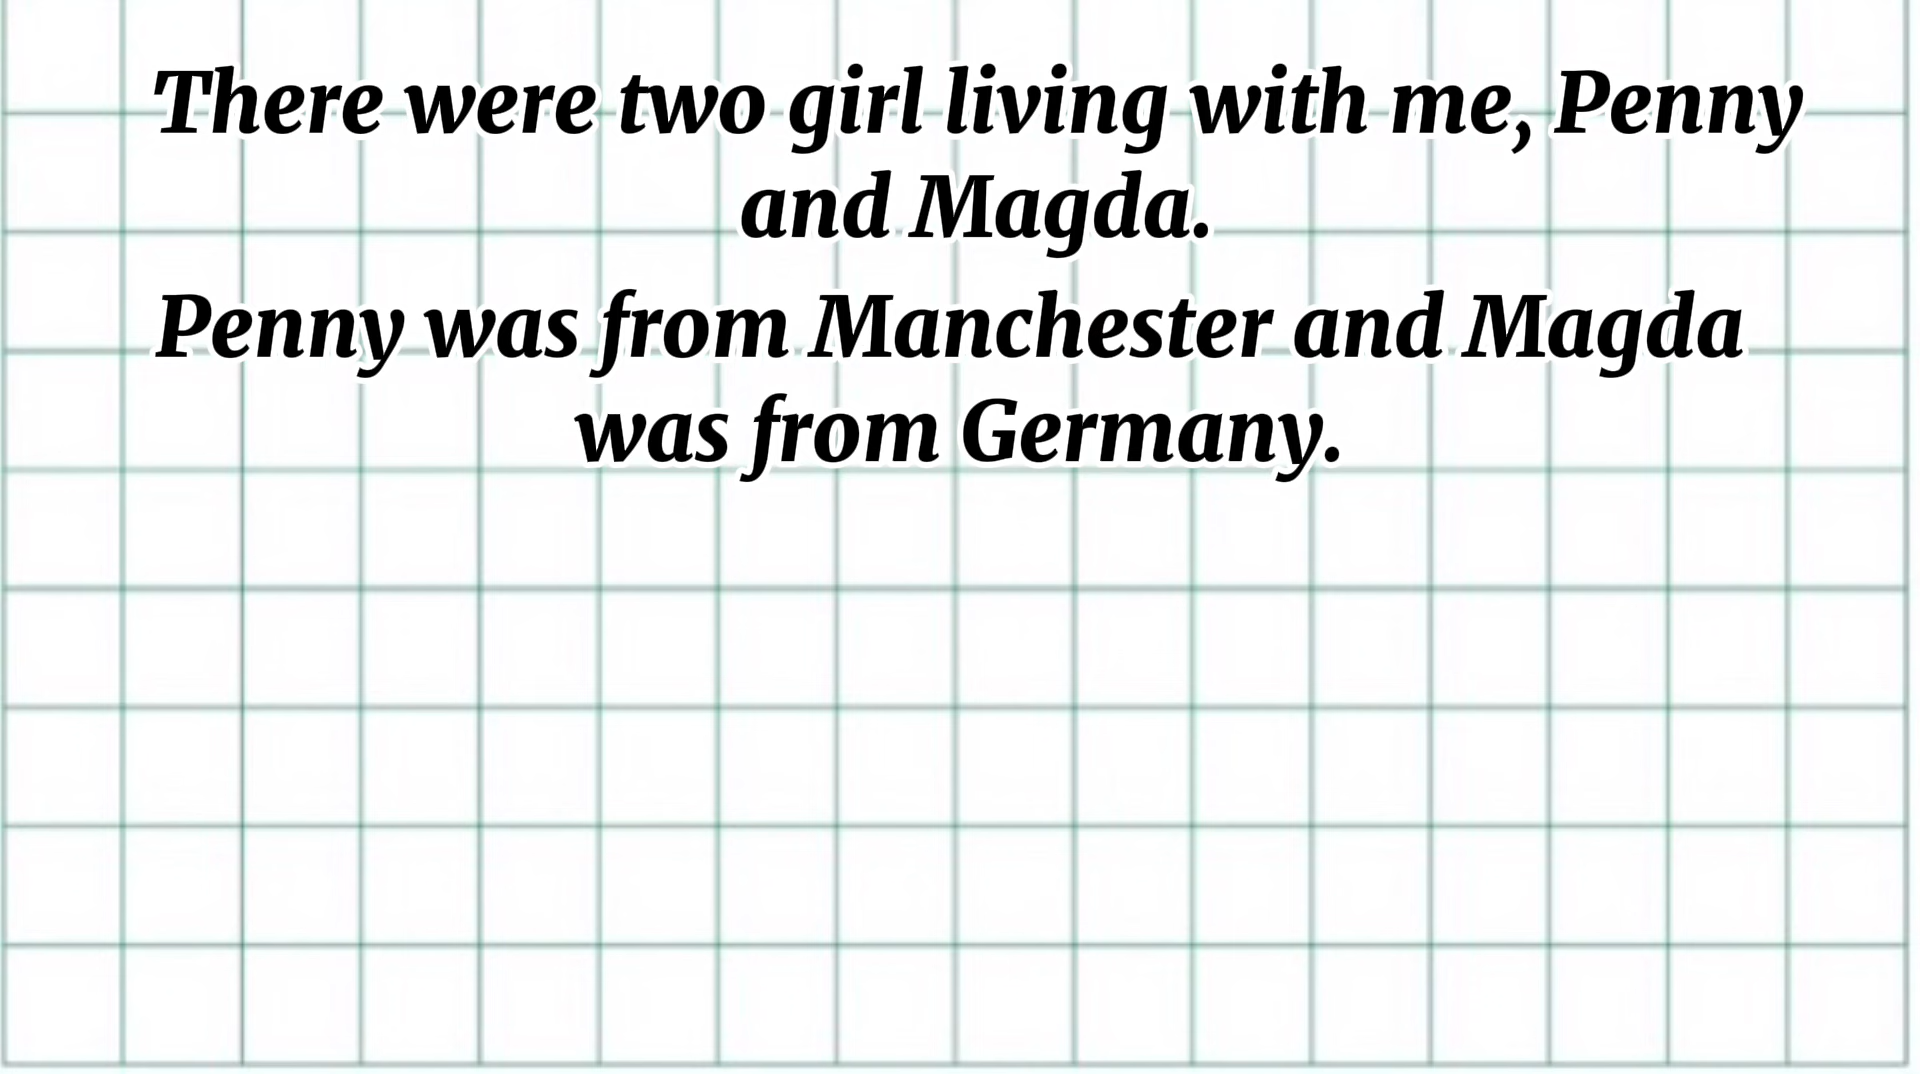 There were two girl living with me, Penny
and Magda.
Penny was from Manchester and Magda
was from Germany.